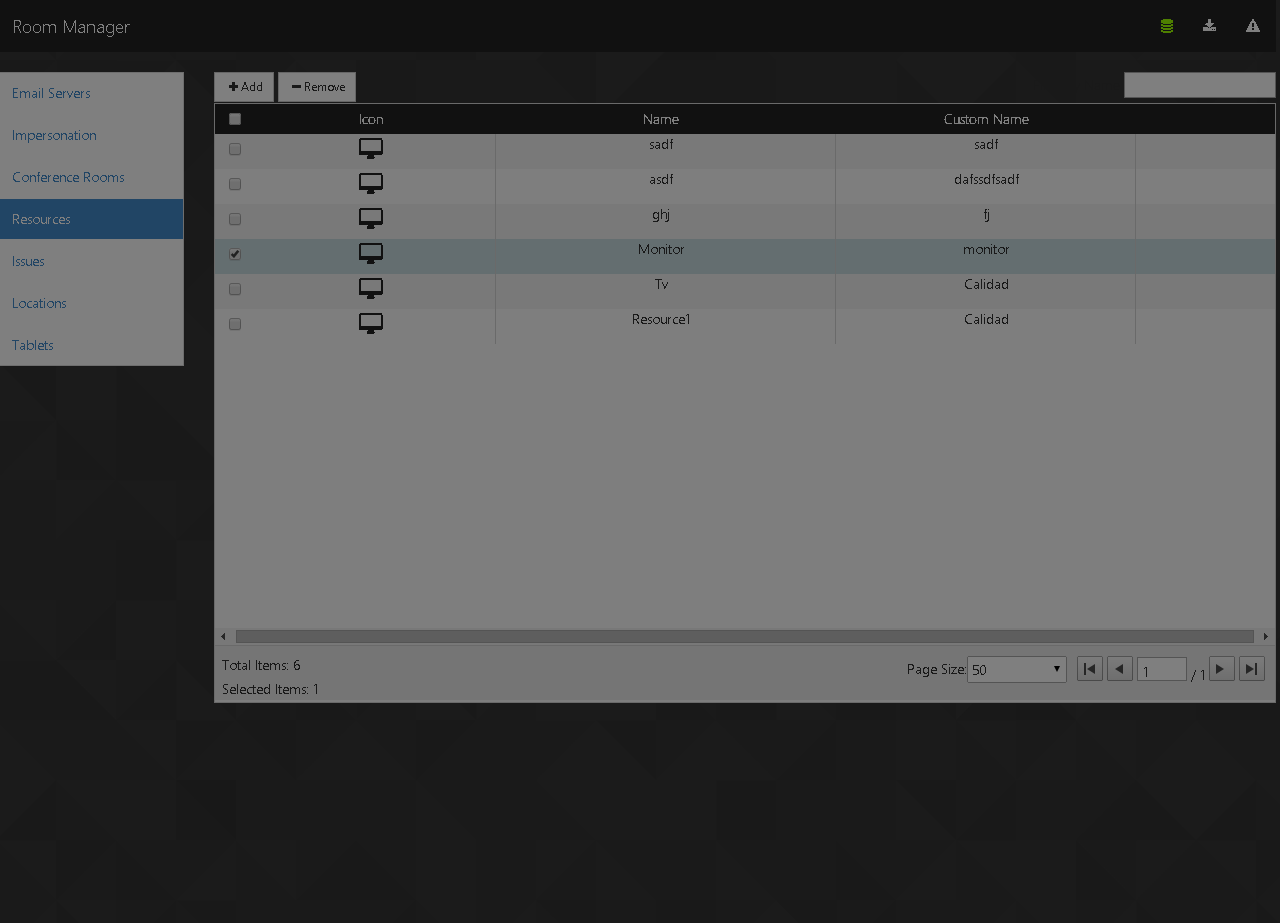 Room Manager
Email Servers
Impersonation
Conference Rooms
Resources
Issues
Locations
Tablets
Add Remove
Icon Name Custom Name
sadf sadf
asdf dafssdfsadf
ghj fj
Monitor monitor
Tv Calidad
Resource1 Calidad
Total Items: 6
Selected Items: 1
Page Size: 50 1 / 1